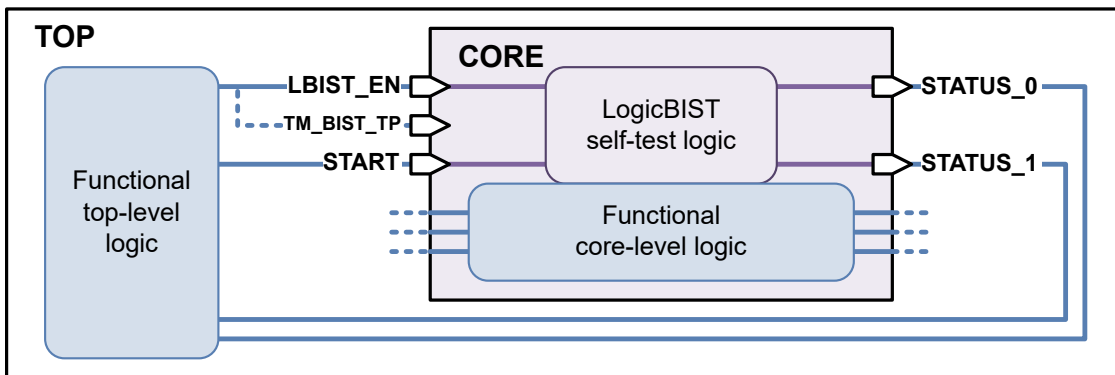 TOP
CORE
LBIST_EN
TM_BIST_TP
START
LogicBIST
self-test logic
STATUS_0
STATUS_1
Functional
top-level
logic
Functional
core-level logic